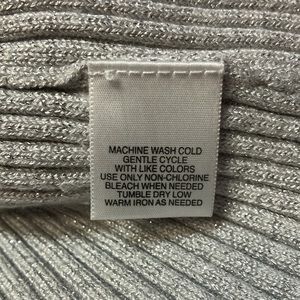 MACHINE WASH COLD
GENTLE CYCLE
WITH LIKE COLORS
USE ONLY NON-CHLORINE
BLEACH WHEN NEEDED
TUMBLE DRY LOW
WARM IRON AS NEEDED